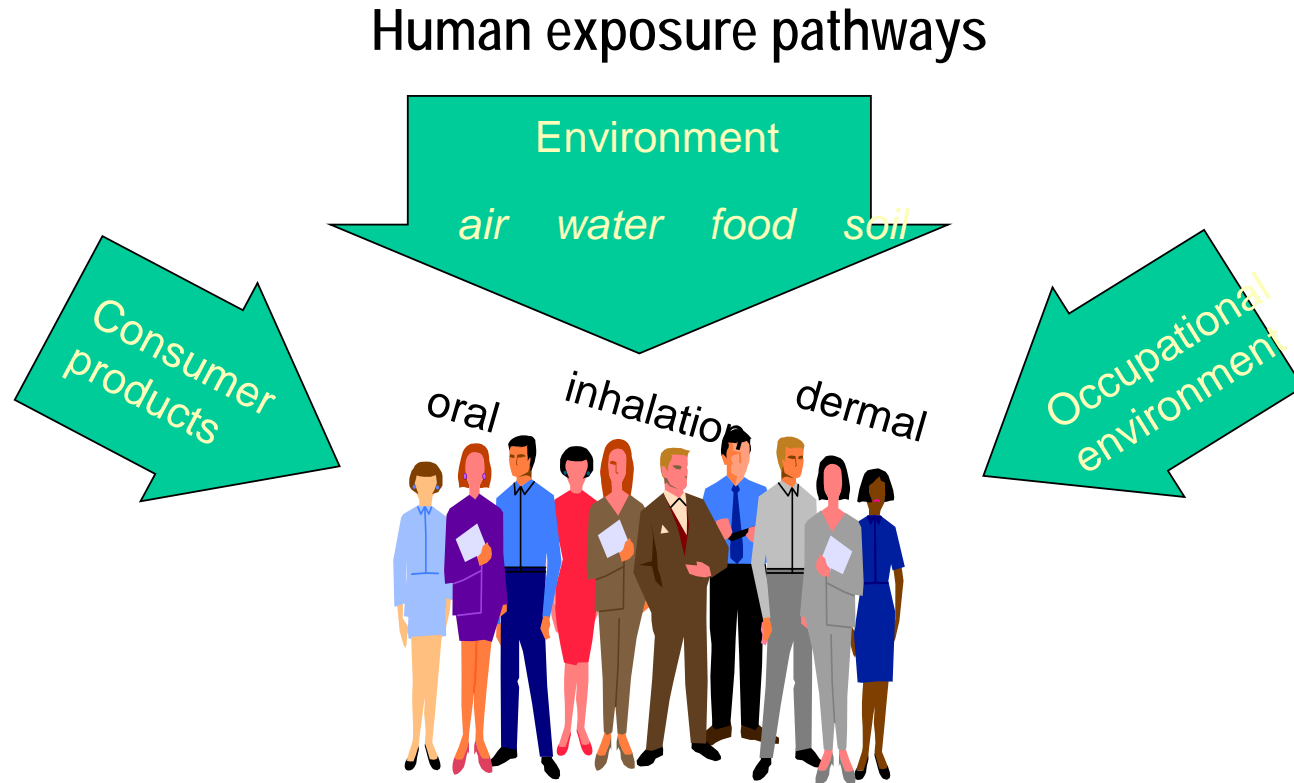 Human exposure pathways
Environment
air water food soil
Consumer
products
Occupational
environment
oral inhalation dermal